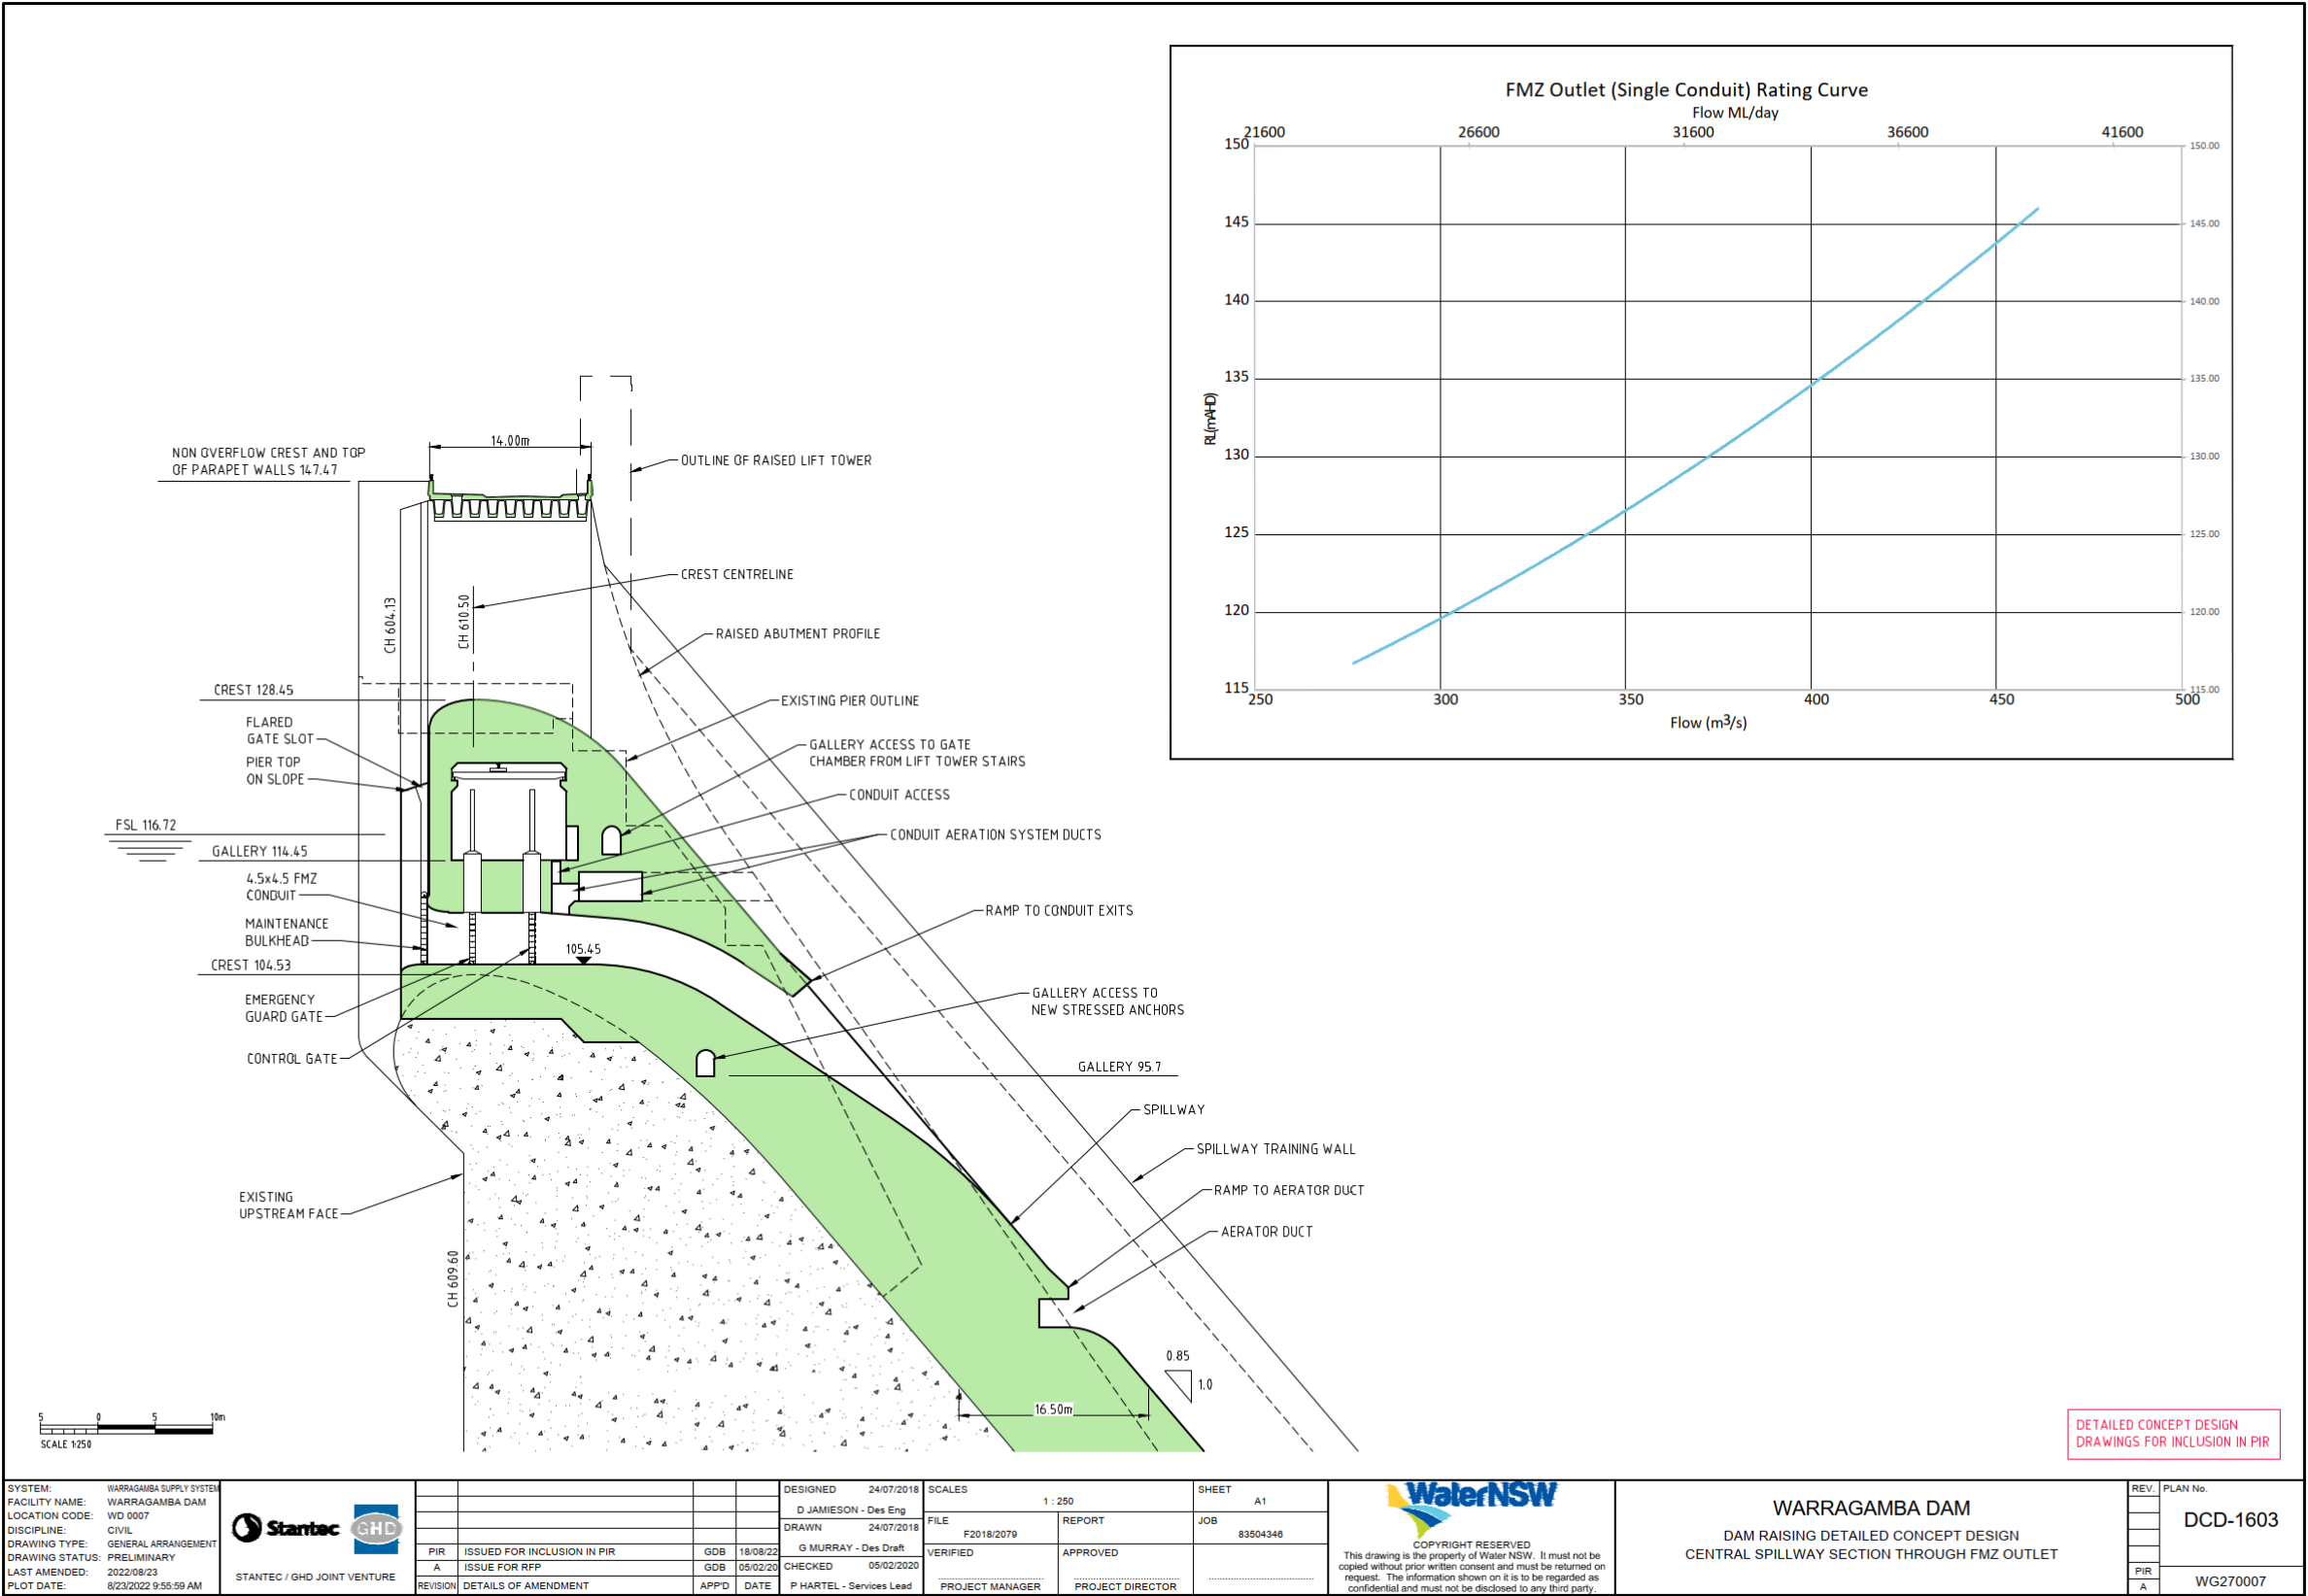 FMZ Outlet (Single Conduit) Rating Curve
Flow ML/day
21600 26600 31600 36600 41600
150 150.00
145 145.00
140 140.00
135 135.00
130 130.00
125 125.00
120 120.00
115 115.00
RL(mAHD)
250 300 350 400 450 500
Flow (m3/s)
14.00m
NON OVERFLOW CREST AND TOP
OF PARAPET WALLS 147.47
OUTLINE OF RAISED LIFT TOWER
CREST CENTRELINE
CH 604.13
CH 610.50
RAISED ABUTMENT PROFILE
CREST 128.45
EXISTING PIER OUTLINE
FLARED
GATE SLOT
GALLERY ACCESS TO GATE
CHAMBER FROM LIFT TOWER STAIRS
PIER TOP
ON SLOPE
CONDUIT ACCESS
FSL 116.72
CONDUIT AERATION SYSTEM DUCTS
GALLERY 114.45
4.5x4.5 FMZ
CONDUIT
RAMP TO CONDUIT EXITS
MAINTENANCE
BULKHEAD
105.45
CREST 104.53
EMERGENCY
GUARD GATE
GALLERY ACCESS TO
NEW STRESSED ANCHORS
CONTROL GATE
GALLERY 95.7
SPILLWAY
SPILLWAY TRAINING WALL
RAMP TO AERATOR DUCT
EXISTING
UPSTREAM FACE
AERATOR DUCT
CH 609.60
0.85
1.0
16.50m
5 0 5 10m
SCALE 1:250
DETAILED CONCEPT DESIGN
DRAWINGS FOR INCLUSION IN PIR
SYSTEM: WARRAGAMBA SUPPLY SYSTEM
FACILITY NAME: WARRAGAMBA DAM
LOCATION CODE: WD 0007
DISCIPLINE: CIVIL
DRAWING TYPE: GENERAL ARRANGEMENT
DRAWING STATUS: PRELIMINARY
LAST AMENDED: 2022/08/23
PLOT DATE: 8/23/2022 9:55:59 AM
Stantec GHD
STANTEC / GHD JOINT VENTURE
PIR ISSUED FOR INCLUSION IN PIR GDB 18/08/22
A ISSUE FOR RFP GDB 05/02/20
REVISION DETAILS OF AMENDMENT APP'D DATE
DESIGNED 24/07/2018
D JAMIESON - Des Eng
DRAWN 24/07/2018
G MURRAY - Des Draft
CHECKED 05/02/2020
P HARTEL - Services Lead
SCALES
1 : 250
SHEET
A1
FILE
F2018/2079
REPORT
JOB
83504346
VERIFIED
APPROVED
PROJECT MANAGER
PROJECT DIRECTOR
WaterNSW
COPYRIGHT RESERVED
This drawing is the property of Water NSW. It must not be
copied without prior written consent and must be returned on
request. The information shown on it is to be regarded as
confidential and must not be disclosed to any third party.
WARRAGAMBA DAM
DAM RAISING DETAILED CONCEPT DESIGN
CENTRAL SPILLWAY SECTION THROUGH FMZ OUTLET
REV. PLAN No.
DCD-1603
PIR
A
WG270007